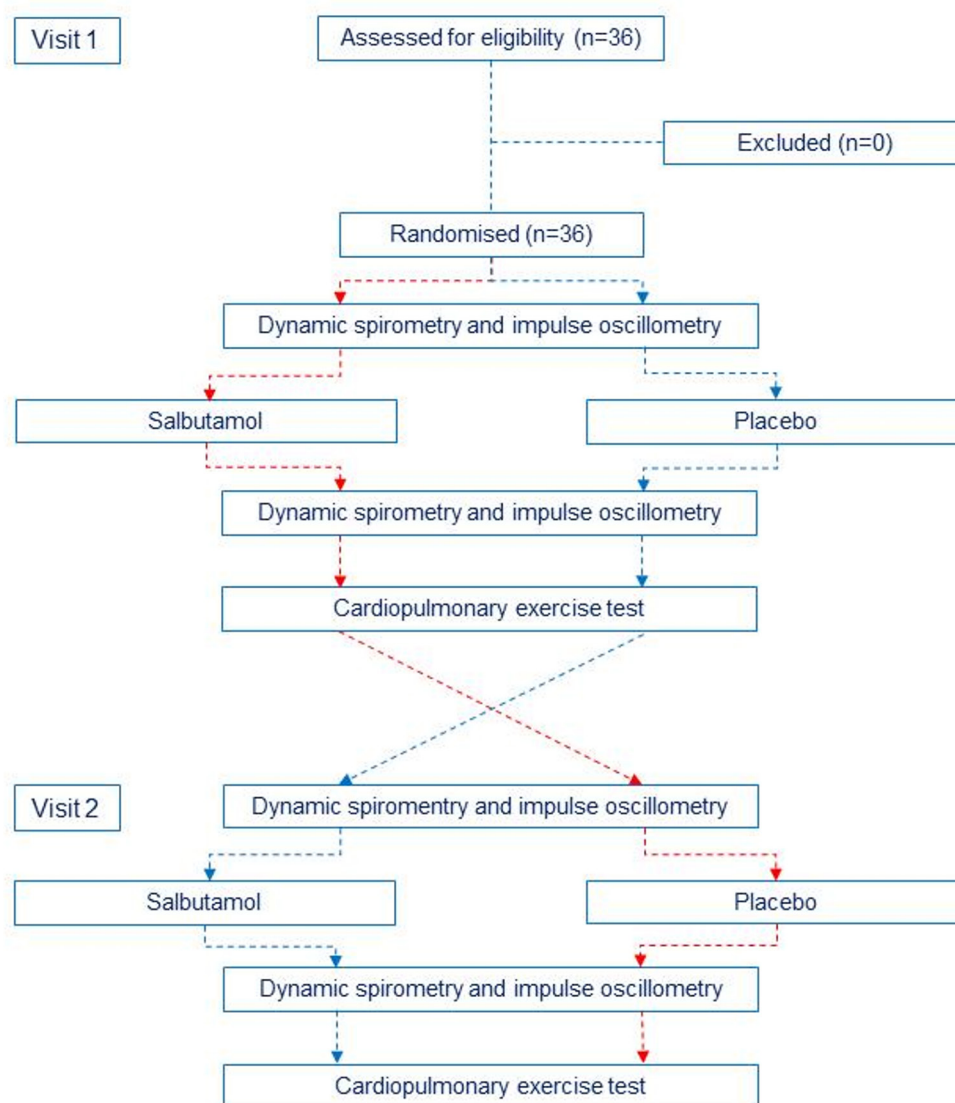 Visit 1
Assessed for eligibility (n=36)
Excluded (n=0)
Randomised (n=36)
Dynamic spirometry and impulse oscillometry
Salbutamol
Placebo
Dynamic spirometry and impulse oscillometry
Cardiopulmonary exercise test
Visit 2
Dynamic spiromentry and impulse oscillometry
Salbutamol
Placebo
Dynamic spirometry and impulse oscillometry
Cardiopulmonary exercise test